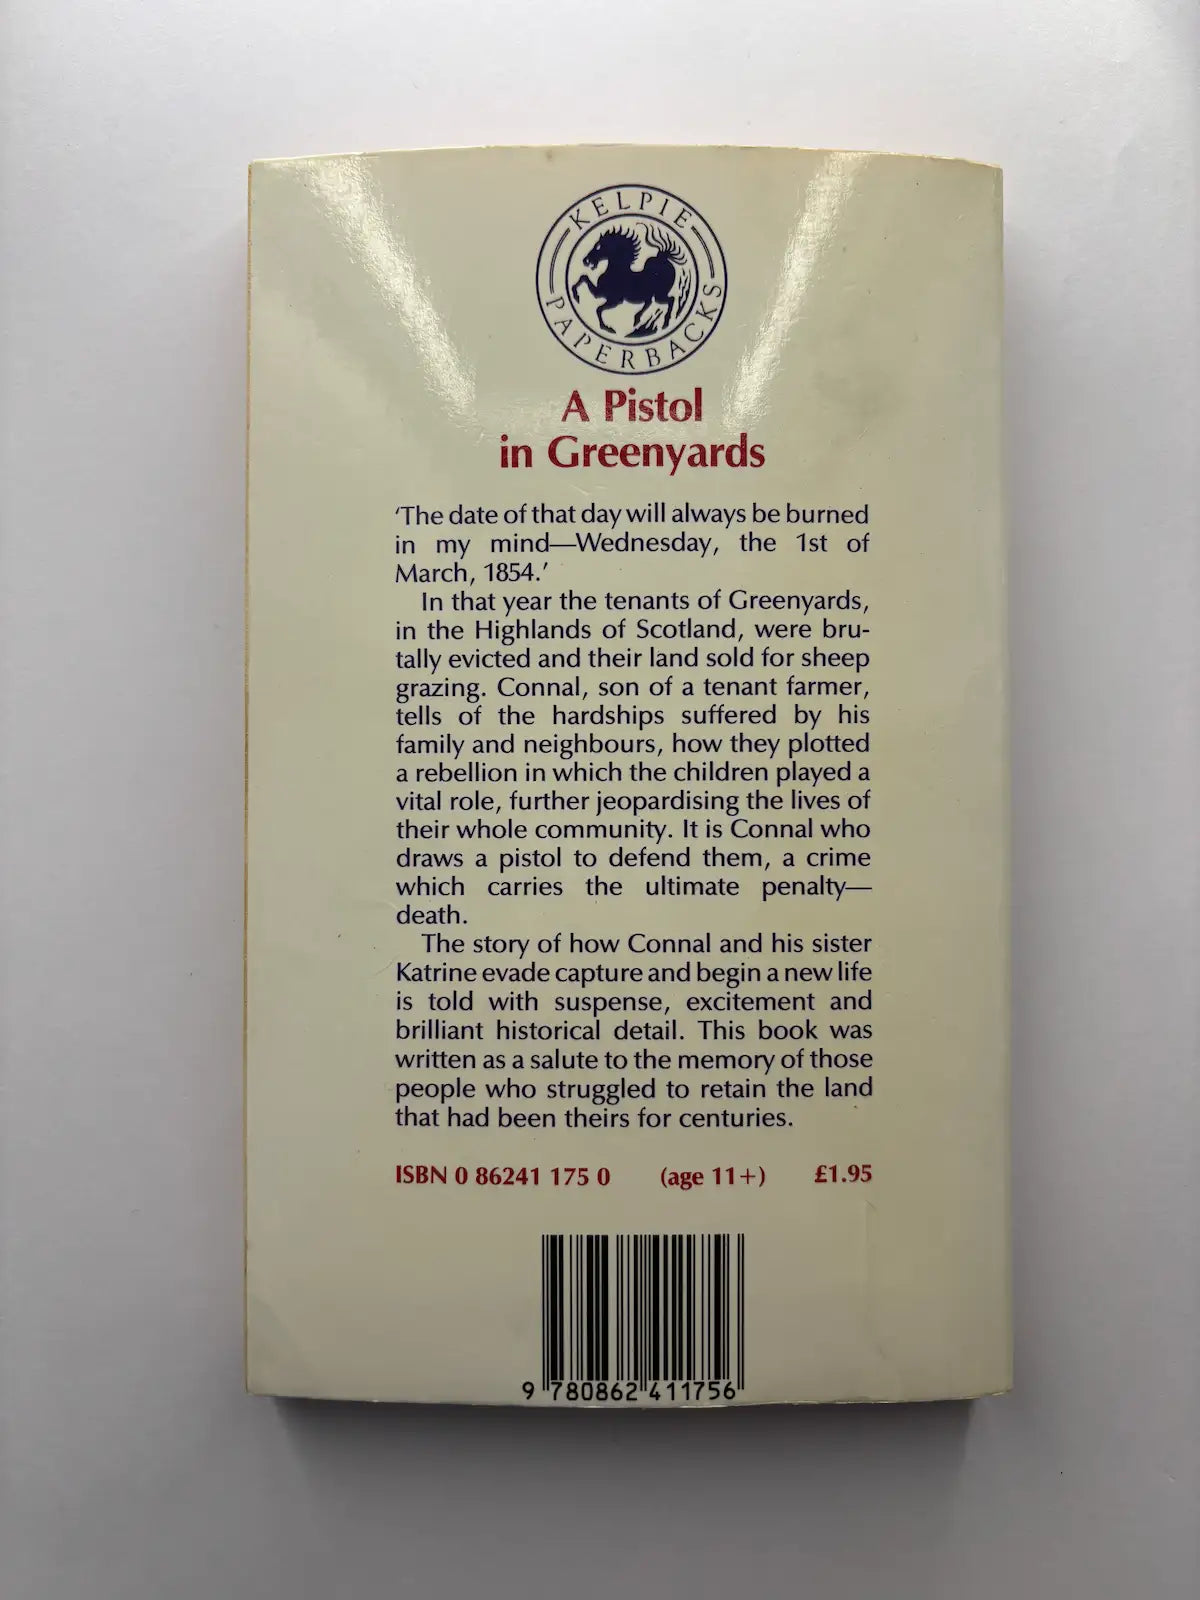 KELPIE
PAPERBACKS
A Pistol
in Greenyards
‘The date of that day will always be burned
in my mind—Wednesday, the 1st of
March, 1854.’
In that year the tenants of Greenyards,
in the Highlands of Scotland, were bru-
tally evicted and their land sold for sheep
grazing. Connal, son of a tenant farmer,
tells of the hardships suffered by his
family and neighbours, how they plotted
a rebellion in which the children played a
vital role, further jeopardising the lives of
their whole community. It is Connal who
draws a pistol to defend them, a crime
which carries the ultimate penalty—
death.
The story of how Connal and his sister
Katrine evade capture and begin a new life
is told with suspense, excitement and
brilliant historical detail. This book was
written as a salute to the memory of those
people who struggled to retain the land
that had been theirs for centuries.
ISBN 0 86241 175 0 (age 11+) £1.95
9 780862 411756